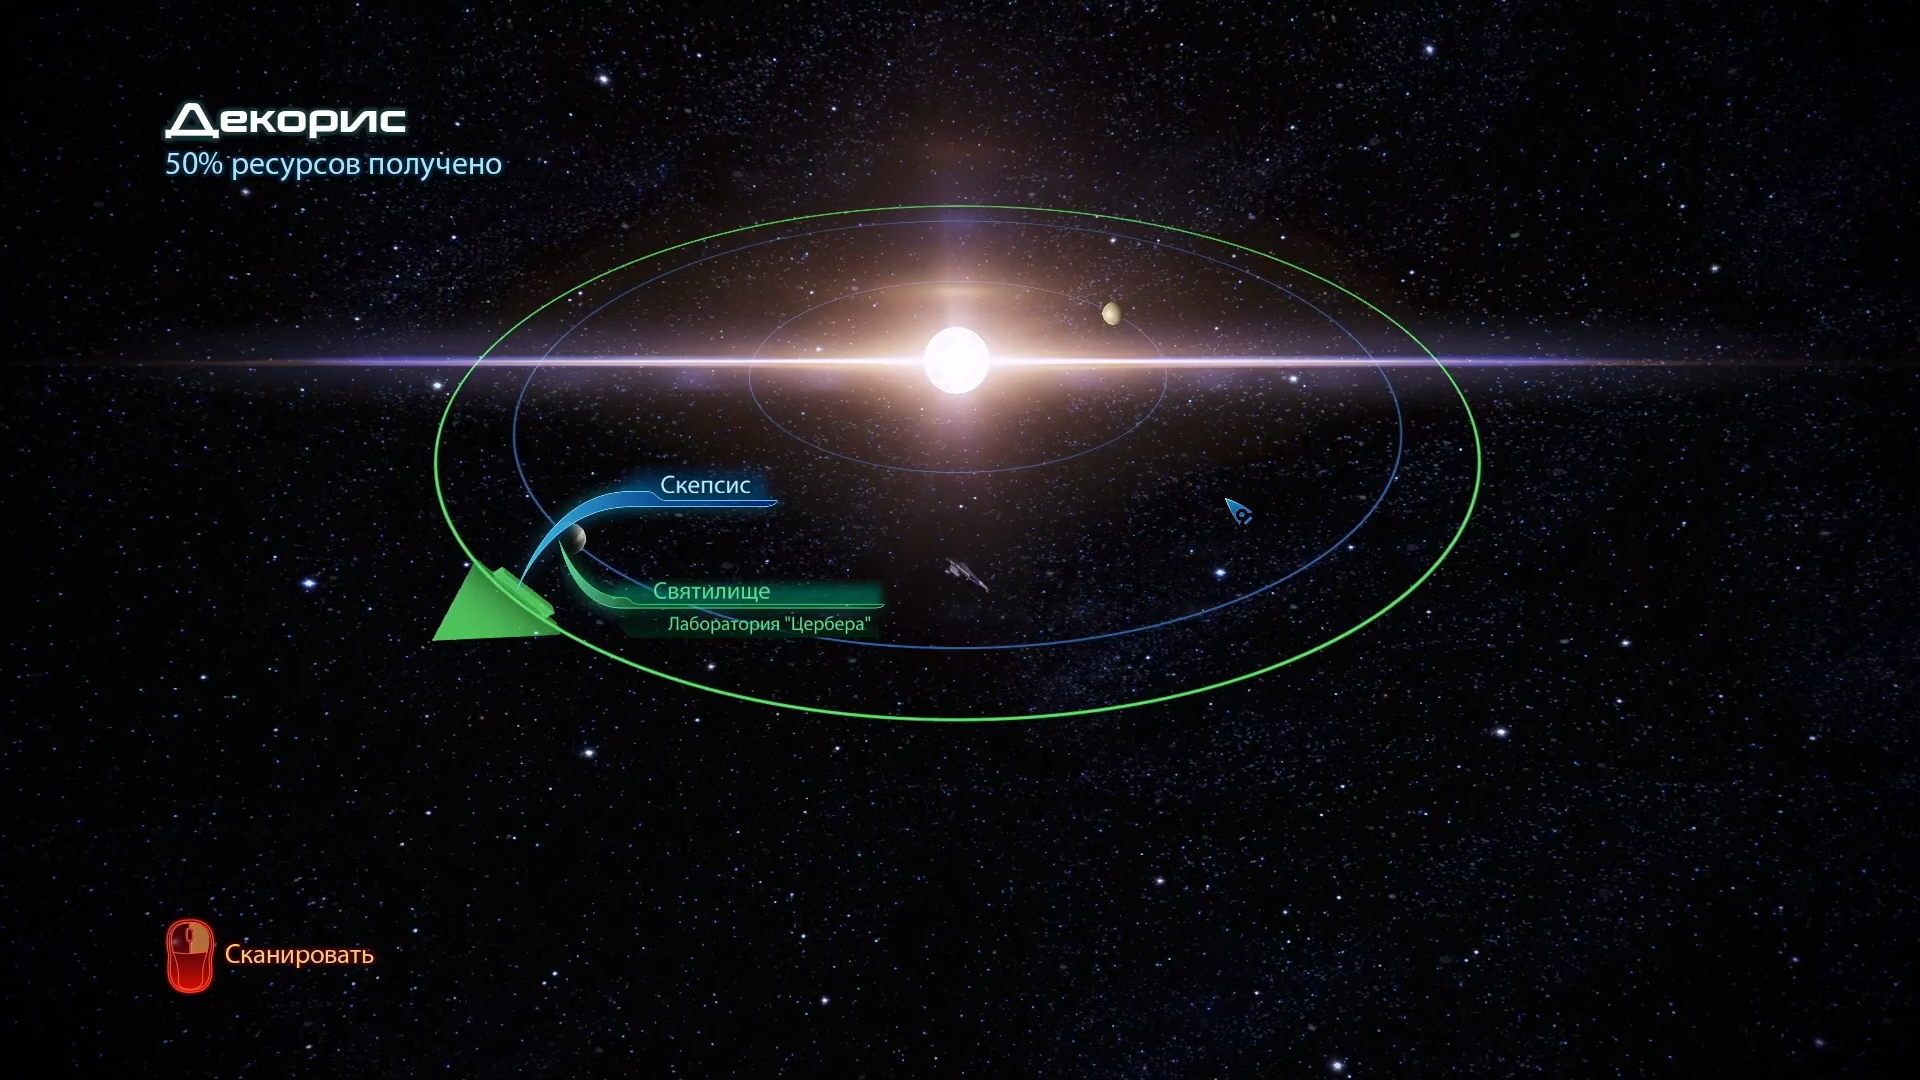 Декорис
50% ресурсов получено
Скепсис
Святилище
Лаборатория "Цербера"
Сканировать